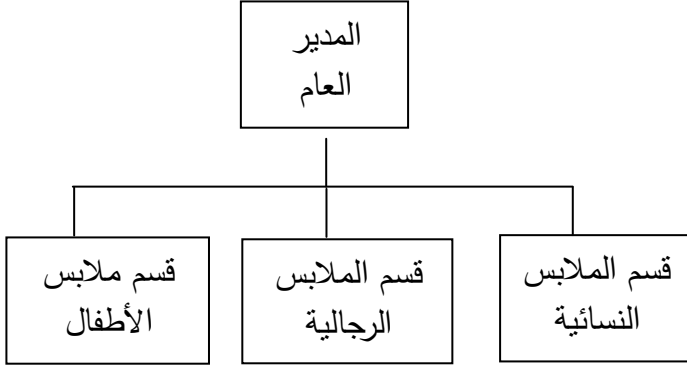 المدير
العام
قسم الملابس
النسائية
قسم الملابس
الرجالية
قسم ملابس
الأطفال